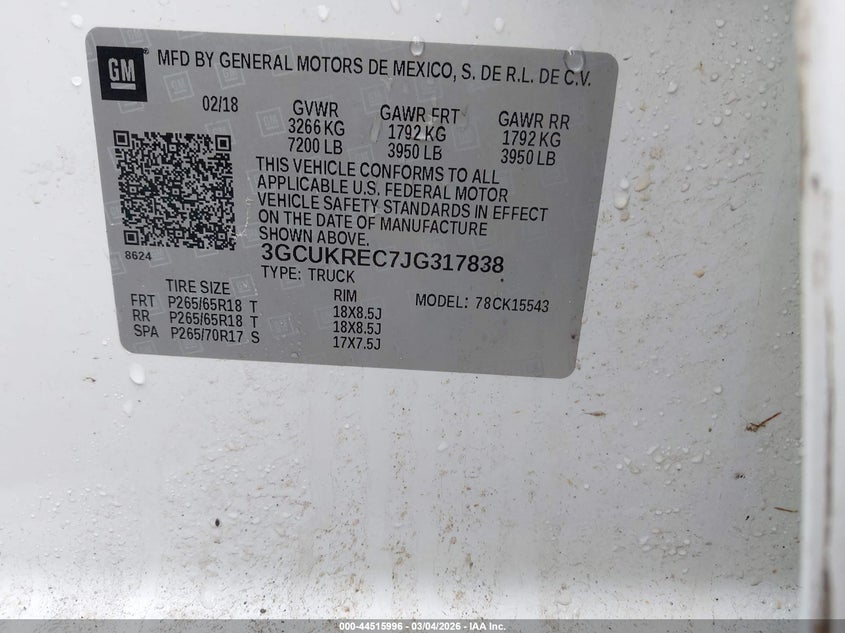 GM ® MFD BY GENERAL MOTORS DE MEXICO, S. DE R.L. DE C.V.
02/18 GVWR GAWR FRT GAWR RR
3266 KG 1792 KG 1792 KG
7200 LB 3950 LB 3950 LB
THIS VEHICLE CONFORMS TO ALL
APPLICABLE U.S. FEDERAL MOTOR
VEHICLE SAFETY STANDARDS IN EFFECT
ON THE DATE OF MANUFACTURE
SHOWN ABOVE.
8624
3GCUKREC7JG317838
TYPE: TRUCK
TIRE SIZE RIM MODEL: 78CK15543
FRT P265/65R18 T 18X8.5J
RR P265/65R18 T 18X8.5J
SPA P265/70R17 S 17X7.5J
000-44515996 — 03/04/2026 — IAA Inc.